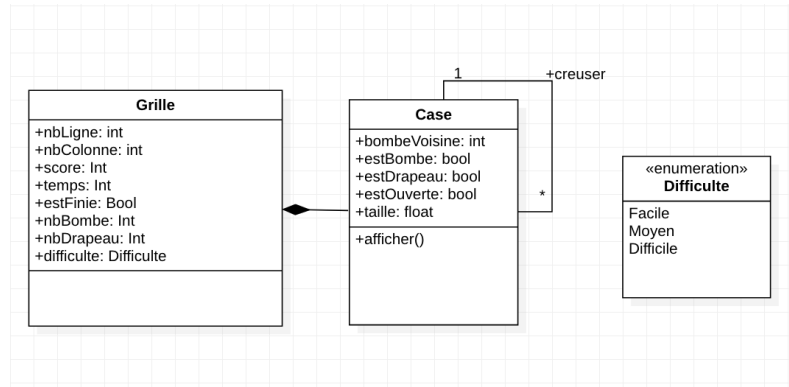 Grille
+nbLigne: int
+nbColonne: int
+score: Int
+temps: Int
+estFinie: Bool
+nbBombe: Int
+nbDrapeau: Int
+difficulte: Difficulte
1
+creuser
Case
+bombeVoisine: int
+estBombe: bool
+estDrapeau: bool
+estOuverte: bool
+taille: float
*
+afficher()
«enumeration»
Difficulte
Facile
Moyen
Difficile